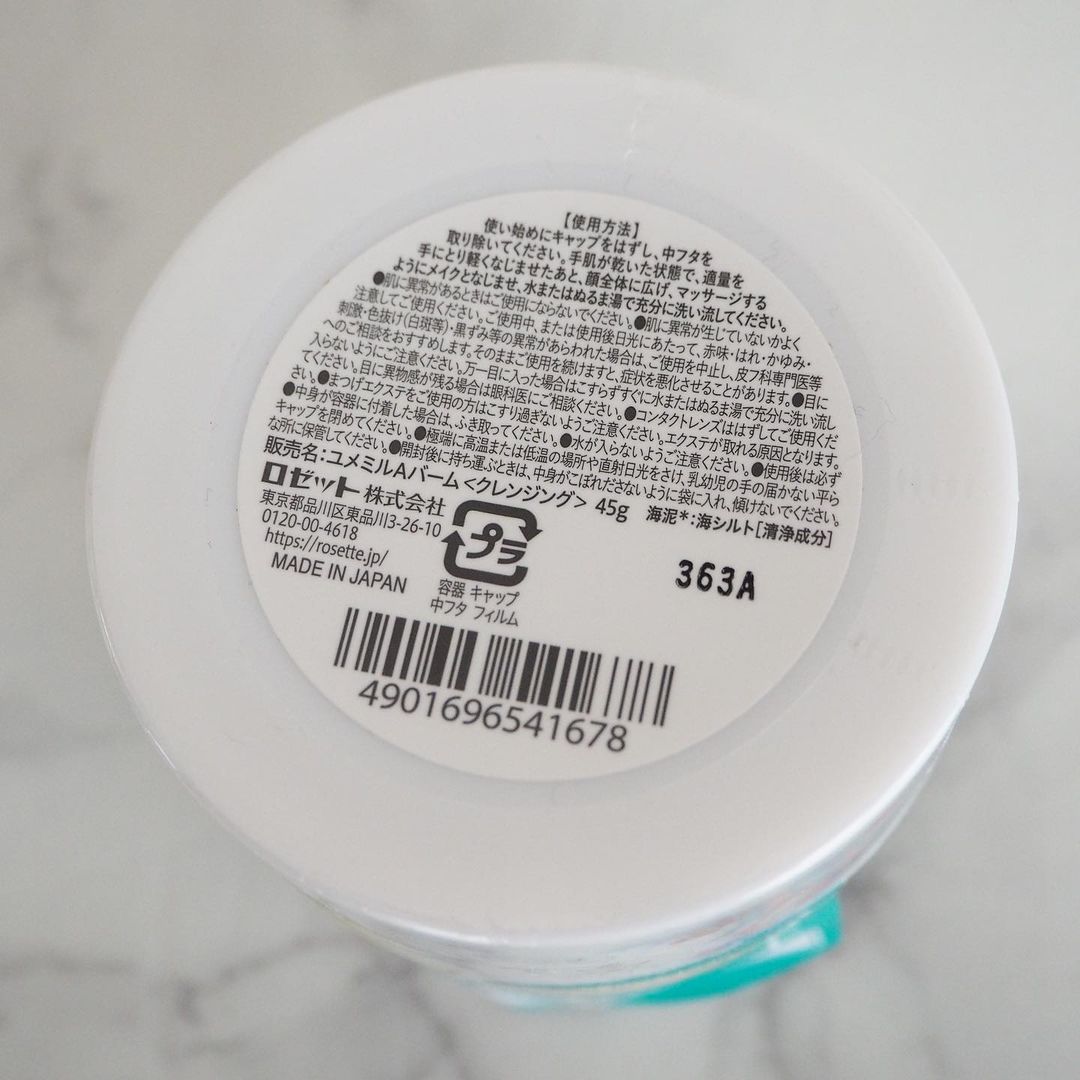 【使用方法】
使い始めにキャップをはずし、中フタを
取り除いてください。手肌が乾いた状態で、適量を
手にとり軽くなじませたあと、顔全体に広げ、マッサージする
ようにメイクとなじませ、水またはぬるま湯で充分に洗い流してください。
●肌に異常があるときはご使用にならないでください。●肌に異常が生じていないかよく
注意してご使用ください。ご使用中、または使用後日光にあたって、赤味・はれ・かゆみ・
刺激・色抜け(白斑等)・黒ずみ等の異常があらわれた場合は、ご使用を中止し、皮フ科専門医等
へのご相談をおすすめします。そのままご使用を続けますと、症状を悪化させることがあります。●目に
入らないようにご注意ください。万一目に入った場合はこすらずすぐに水またはぬるま湯で充分に洗い流し
てください。目に異物感が残る場合は眼科医にご相談ください。●コンタクトレンズははずしてご使用くだ
さい。●まつげエクステをご使用の方はこすり過ぎないようご注意ください。エクステが取れる原因となります。
●中身が容器に付着した場合は、ふき取ってください。●水が入らないようご注意ください。●使用後は必ず
キャップを閉めてください。●極端に高温または低温の場所や直射日光をさけ、乳幼児の手の届かない平ら
な所に保管してください。●開封後に持ち運ぶときは、中身がこぼれださないように袋に入れ、傾けないでください。
販売名:ユメミルAバーム<クレンジング> 45g 海泥*:海シルト[清浄成分]
ロゼット株式会社
東京都品川区東品川3-26-10
0120-00-4618
https://rosette.jp/
MADE IN JAPAN
プラ
容器 キャップ
中フタ フィルム
363A
4901696541678